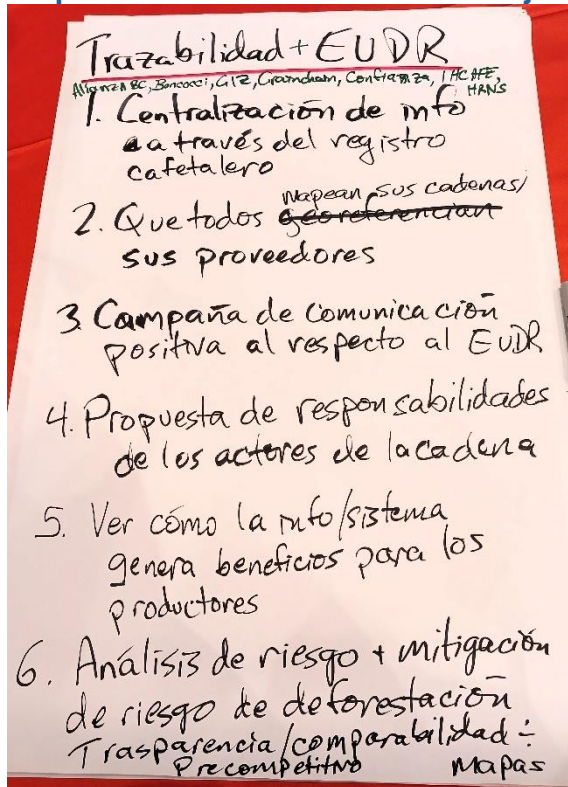 Trazabilidad + EUDR
Alianza BC, Boncocci, GIZ, Grainchain, Confianza, IHCAFE,
HRNS
1. Centralización de info
a través del registro
cafetalero
2. Que todos georeferencian mapean sus cadenas/
sus proveedores
3. Campaña de comunicación
positiva al respecto al EUDR
4. Propuesta de responsabilidades
de los actores de la cadena
5. Ver cómo la info/sistema
genera beneficios para los
productores
6. Análisis de riesgo + mitigación
de riesgo de deforestación
Trasparencia/comparabilidad ÷
Precompetitivo Mapas